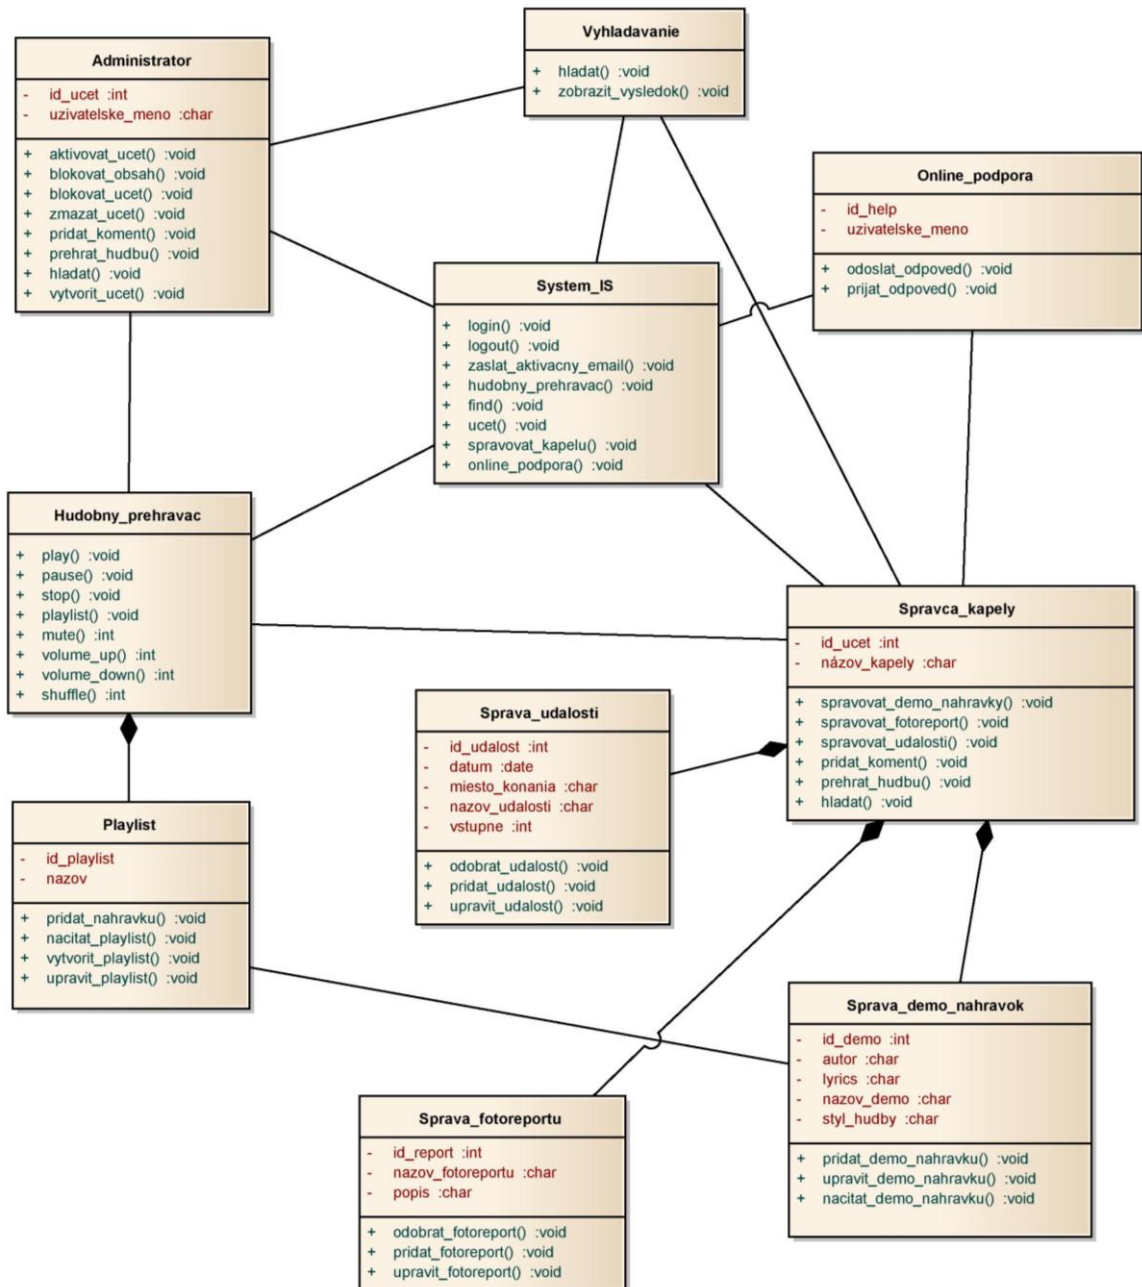 Vyhladavanie
+ hladat() :void
+ zobrazit_vysledok() :void
Administrator
- id_ucet :int
- uzivatelske_meno :char
+ aktivovat_ucet() :void
+ blokovat_obsah() :void
+ blokovat_ucet() :void
+ zmazat_ucet() :void
+ pridat_koment() :void
+ prehrat_hudbu() :void
+ hladat() :void
+ vytvorit_ucet() :void
Online_podpora
- id_help
- uzivatelske_meno
+ odoslat_odpoved() :void
+ prijat_odpoved() :void
System_IS
+ login() :void
+ logout() :void
+ zaslat_aktivacny_email() :void
+ hudobny_prehravac() :void
+ find() :void
+ ucet() :void
+ spravovat_kapelu() :void
+ online_podpora() :void
Hudobny_prehravac
+ play() :void
+ pause() :void
+ stop() :void
+ playlist() :void
+ mute() :int
+ volume_up() :int
+ volume_down() :int
+ shuffle() :int
Spravca_kapely
- id_ucet :int
- názov_kapely :char
+ spravovat_demo_nahravky() :void
+ spravovat_fotoreport() :void
+ spravovat_udalosti() :void
+ pridat_koment() :void
+ prehrat_hudbu() :void
+ hladat() :void
Sprava_udalosti
- id_udalost :int
- datum :date
- miesto_konania :char
- nazov_udalosti :char
- vstupne :int
+ odobrat_udalost() :void
+ pridat_udalost() :void
+ upravit_udalost() :void
Playlist
- id_playlist
- nazov
+ pridat_nahravku() :void
+ nacitat_playlist() :void
+ vytvorit_playlist() :void
+ upravit_playlist() :void
Sprava_demo_nahravok
- id_demo :int
- autor :char
- lyrics :char
- nazov_demo :char
- styl_hudby :char
+ pridat_demo_nahravku() :void
+ upravit_demo_nahravku() :void
+ nacitat_demo_nahravku() :void
Sprava_fotoreportu
- id_report :int
- nazov_fotoreportu :char
- popis :char
+ odobrat_fotoreport() :void
+ pridat_fotoreport() :void
+ upravit_fotoreport() :void